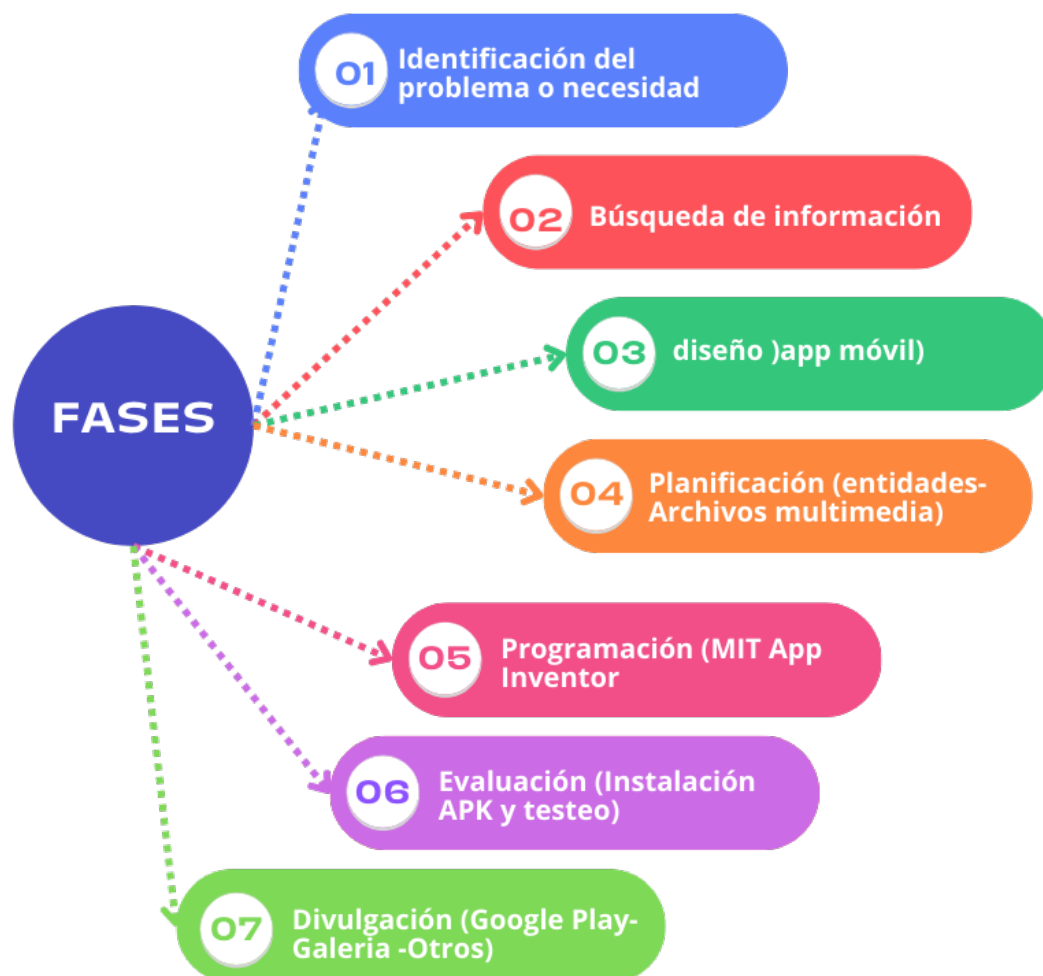 01
Identificación del
problema o necesidad
02
Búsqueda de información
03
diseño )app móvil)
FASES
04
Planificación (entidades-
Archivos multimedia)
05
Programación (MIT App
Inventor
06
Evaluación (Instalación
APK y testeo)
07
Divulgación (Google Play-
Galeria -Otros)